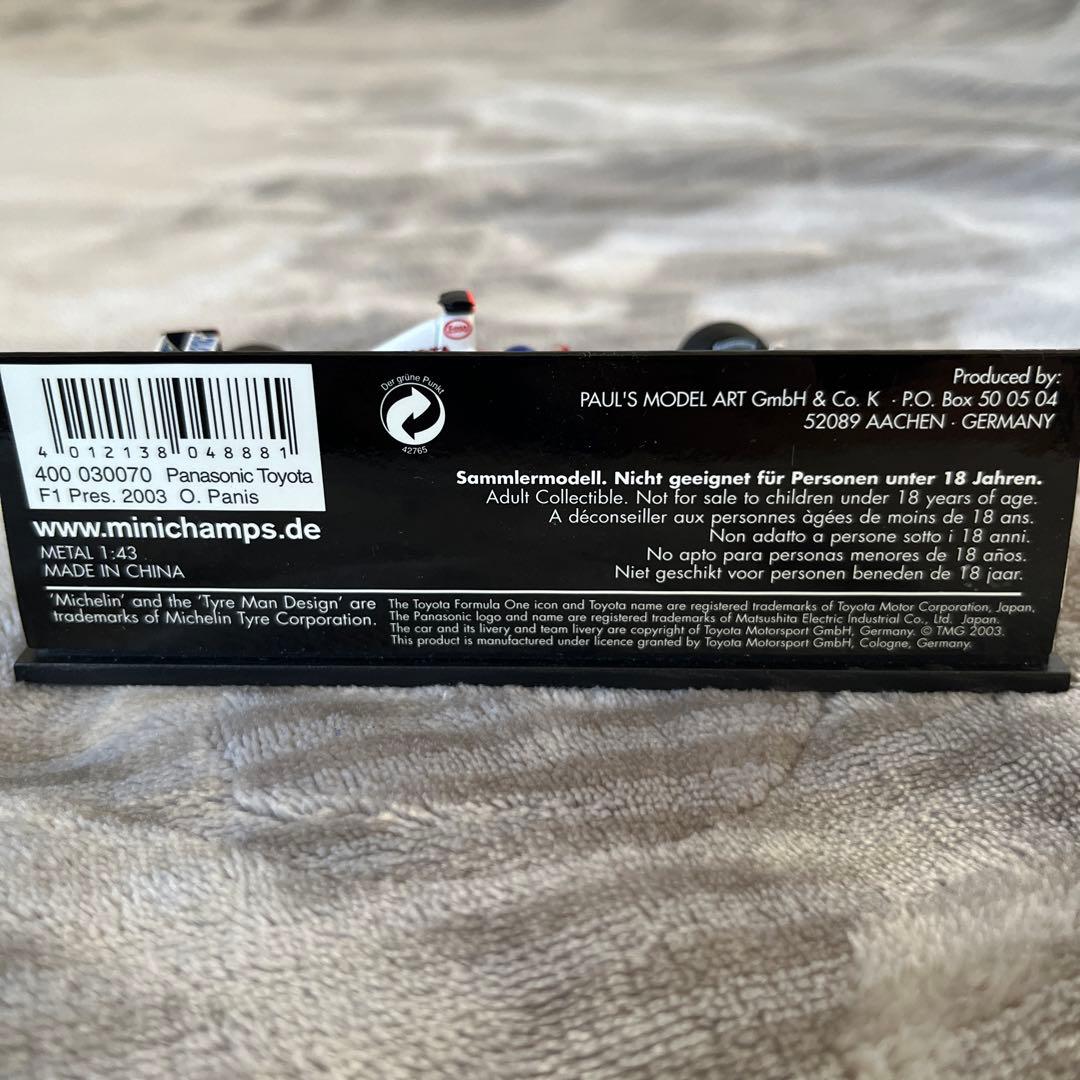 4 012138 048881
400 030070 Panasonic Toyota
F1 Pres. 2003 O. Panis
www.minichamps.de
METAL 1:43
MADE IN CHINA
Der grüne Punkt
42765
Produced by:
PAUL'S MODEL ART GmbH & Co. K · P.O. Box 50 05 04
52089 AACHEN · GERMANY
Sammlermodell. Nicht geeignet für Personen unter 18 Jahren.
Adult Collectible. Not for sale to children under 18 years of age.
A déconseiller aux personnes àgées de moins de 18 ans.
Non adatto a persone sotto i 18 anni.
No apto para personas menores de 18 años.
Niet geschikt voor personen beneden de 18 jaar.
'Michelin' and the 'Tyre Man Design' are
trademarks of Michelin Tyre Corporation.
The Toyota Formula One icon and Toyota name are registered trademarks of Toyota Motor Corporation, Japan.
The Panasonic logo and name are registered trademarks of Matsushita Electric Industrial Co., Ltd. Japan.
The car and its livery and team livery are copyright of Toyota Motorsport GmbH, Germany. © TMG 2003.
This product is manufactured under licence granted by Toyota Motorsport GmbH, Cologne, Germany.